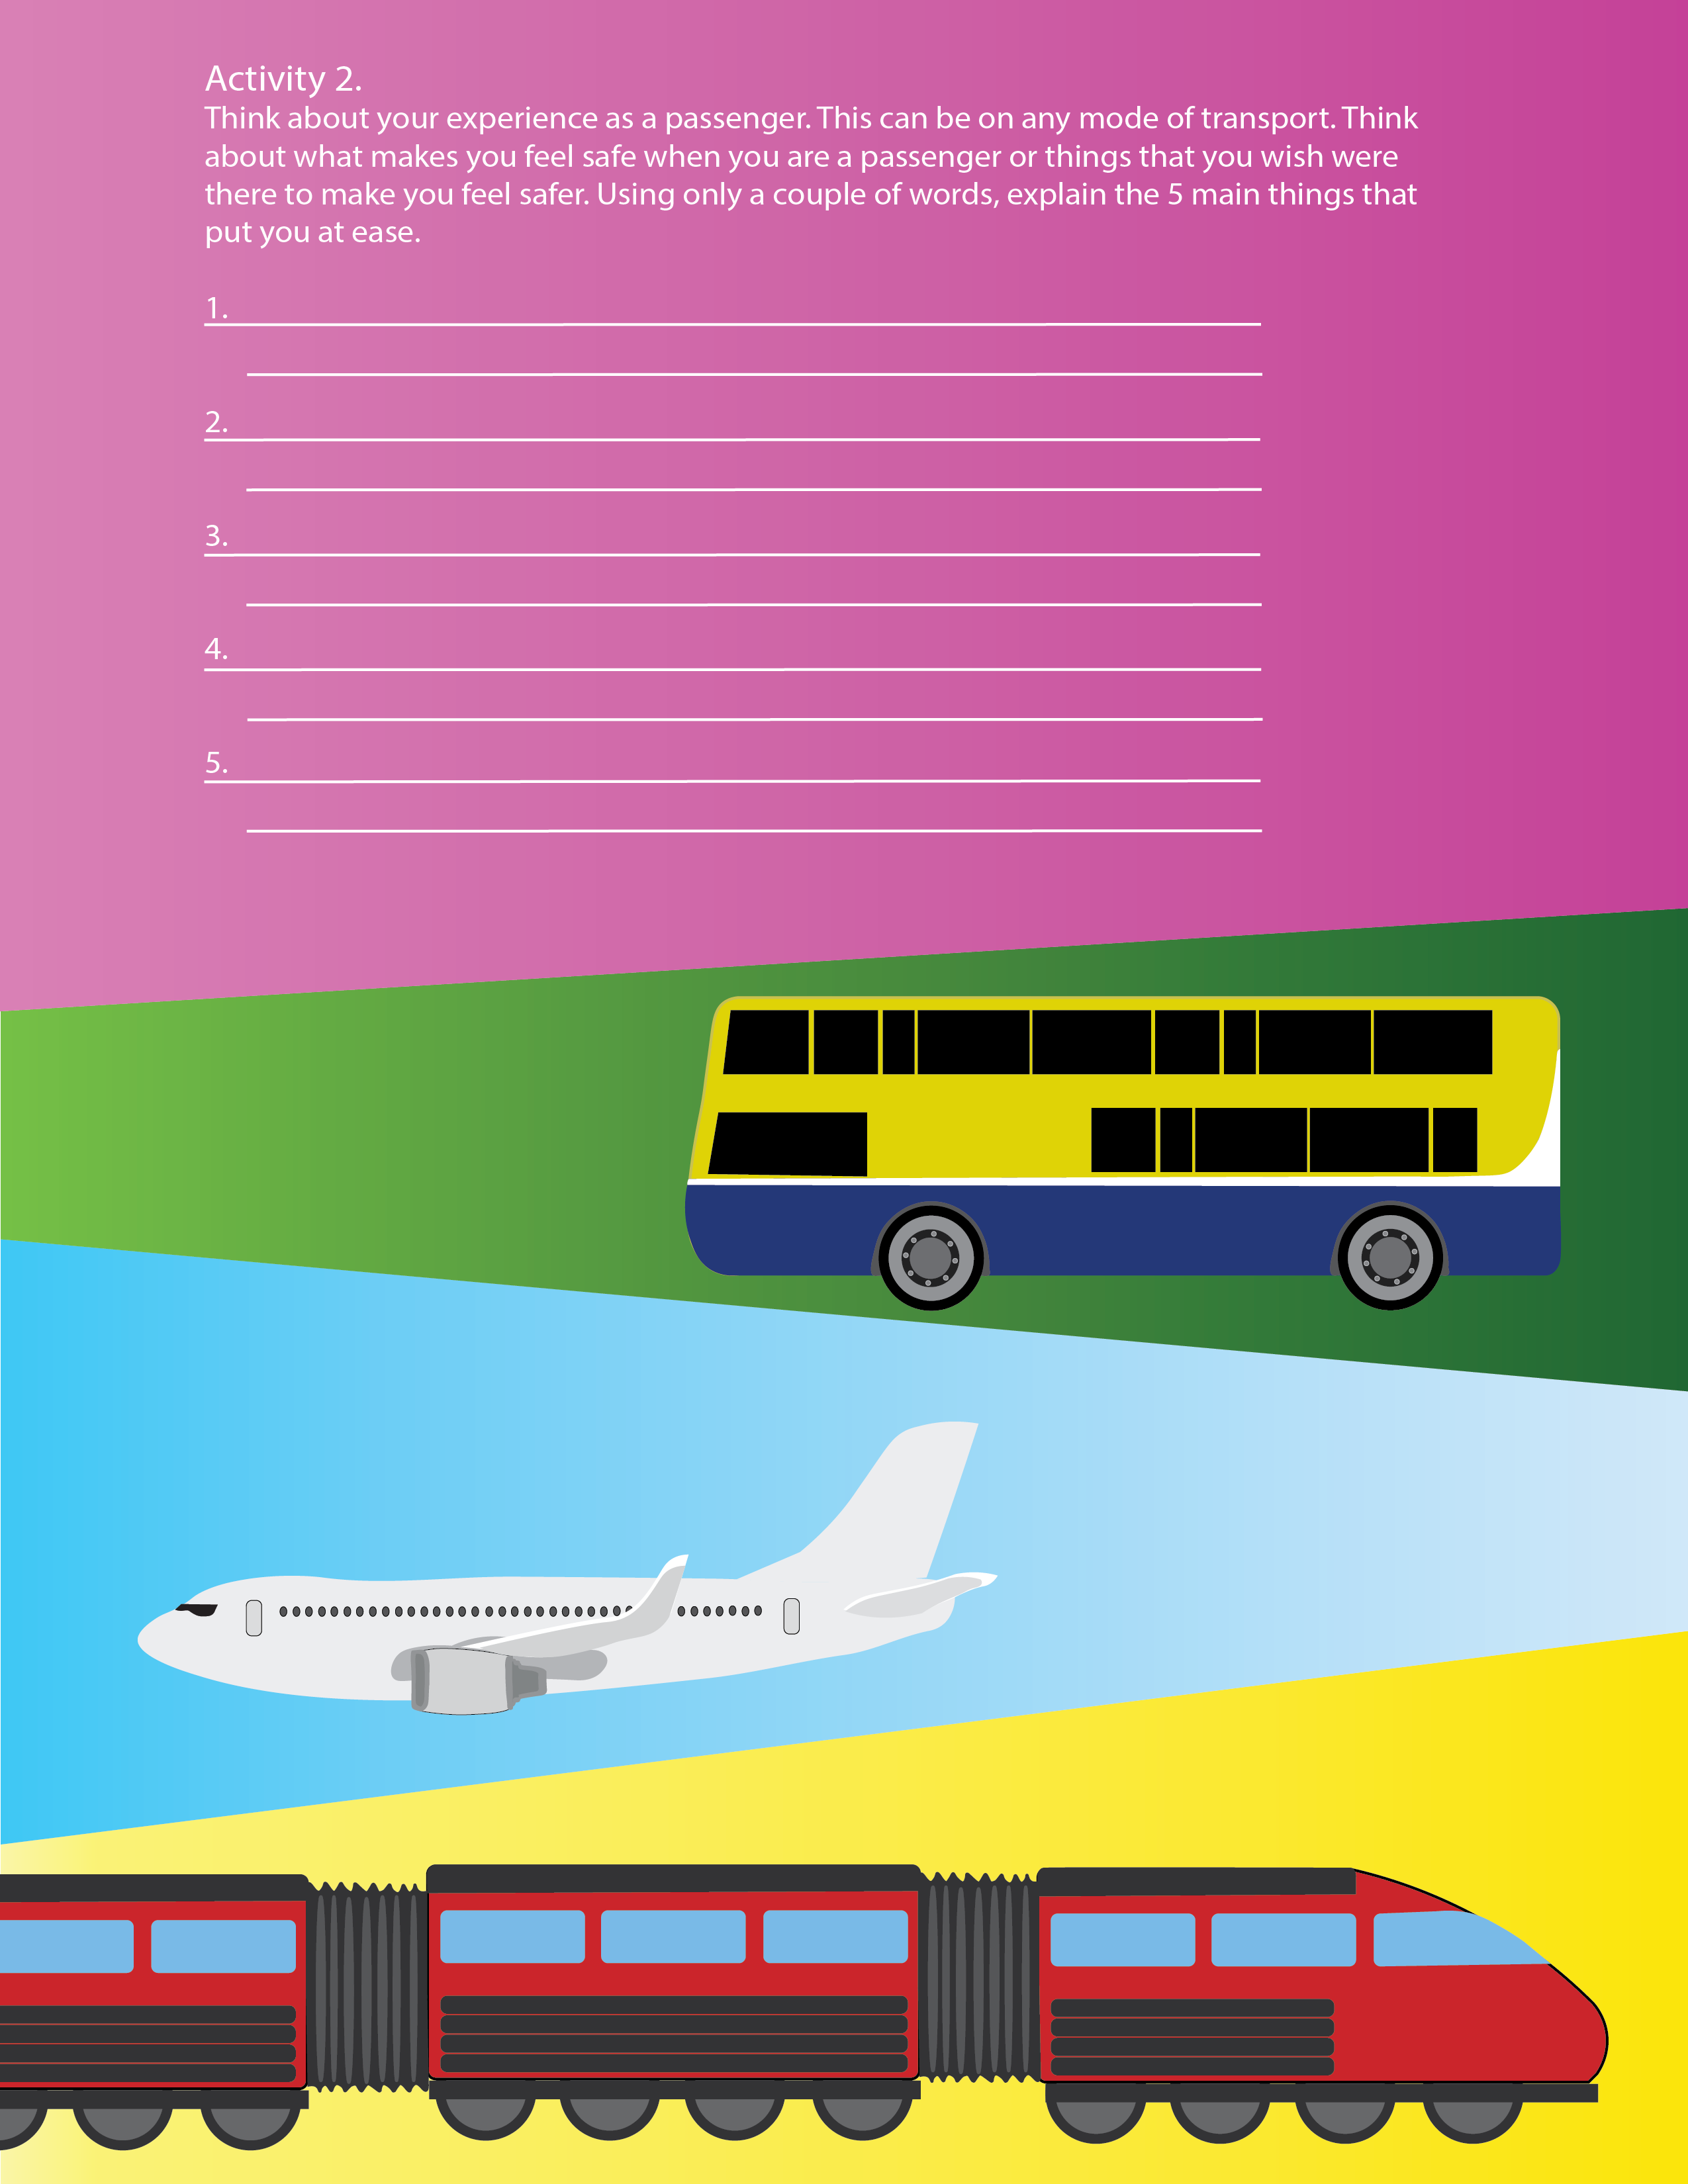 Activity 2.
Think about your experience as a passenger. This can be on any mode of transport. Think
about what makes you feel safe when you are a passenger or things that you wish were
there to make you feel safer. Using only a couple of words, explain the 5 main things that
put you at ease.
1.
2.
3.
4.
5.